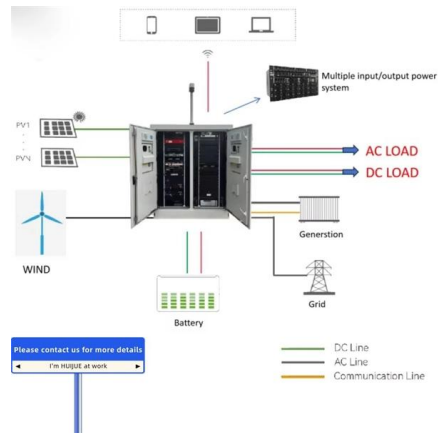 Multiple input/output power
system
PV1
PVN
AC LOAD
DC LOAD
WIND
Generstion
Grid
Battery
Please contact us for more details
I'm HUIJUE at work
DC Line
AC Line
Communication Line